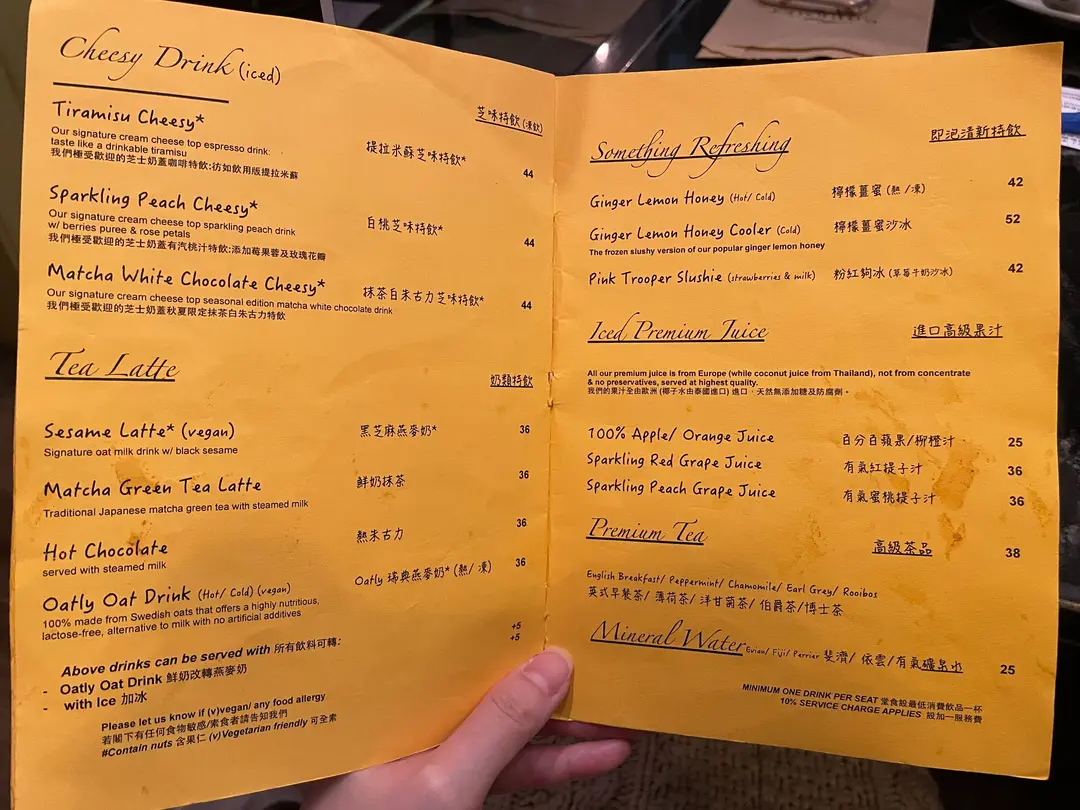 Cheesy Drink (iced)
芝味特飲 (凍飲)
Tiramisu Cheesy* 提拉米蘇芝味特飲* 44
Our signature cream cheese top espresso drink:
taste like a drinkable tiramisu
我們極受歡迎的芝士奶蓋咖啡特飲;彷如飲用版提拉米蘇
Sparkling Peach Cheesy* 白桃芝味特飲* 44
Our signature cream cheese top sparkling peach drink
w/ berries puree & rose petals
我們極受歡迎的芝士奶蓋有汽桃汁特飲;添加莓果蓉及玫瑰花瓣
Matcha White Chocolate Cheesy* 抹茶白朱古力芝味特飲* 44
Our signature cream cheese top seasonal edition matcha white chocolate drink
我們極受歡迎的芝士奶蓋秋夏限定抹茶白朱古力特飲
Tea Latte 奶類特飲
Sesame Latte* (vegan) 黑芝麻燕麥奶* 36
Signature oat milk drink w/ black sesame
Matcha Green Tea Latte 鮮奶抹茶 36
Traditional Japanese matcha green tea with steamed milk
Hot Chocolate 熱朱古力 36
served with steamed milk
Oatly Oat Drink (Hot/ Cold) (vegan) Oatly 瑞典燕麥奶* (熱/ 凍) 36
100% made from Swedish oats that offers a highly nutritious,
lactose-free, alternative to milk with no artificial additives
Above drinks can be served with 所有飲料可轉:
- Oatly Oat Drink 鮮奶改轉燕麥奶 +5
- with Ice 加冰 +5
Please let us know if (v)vegan/ any food allergy
若閣下有任何食物敏感/素食者請告知我們
#Contain nuts 含果仁 (v)Vegetarian friendly 可全素
Something Refreshing 即泡清新特飲
Ginger Lemon Honey (Hot/ Cold) 檸檬薑蜜 (熱 /凍) 42
Ginger Lemon Honey Cooler (Cold) 檸檬薑蜜沙冰 52
The frozen slushy version of our popular ginger lemon honey
Pink Trooper Slushie (strawberries & milk) 粉紅夠冰 (草莓牛奶沙冰) 42
Iced Premium Juice 進口高級果汁
All our premium juice is from Europe (while coconut juice from Thailand), not from concentrate
& no preservatives, served at highest quality.
我們的果汁全由歐洲 (椰子水由泰國進口) 進口，天然無添加糖及防腐劑。
100% Apple/ Orange Juice 百分百蘋果/柳橙汁 25
Sparkling Red Grape Juice 有氣紅提子汁 36
Sparkling Peach Grape Juice 有氣蜜桃提子汁 36
Premium Tea 高級茶品 38
English Breakfast/ Peppermint/ Chamomile/ Earl Grey/ Rooibos
英式早餐茶/ 薄荷茶/ 洋甘菊茶/ 伯爵茶/博士茶
Mineral Water Evian/ Fiji/ Perrier 斐濟/ 依雲/有氣礦泉水 25
MINIMUM ONE DRINK PER SEAT 堂食設最低消費飲品一杯
10% SERVICE CHARGE APPLIES 設加一服務費